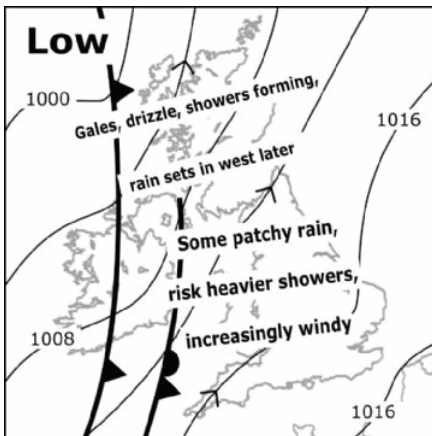 Low
1000
Gales, drizzle, showers forming,
1016
rain sets in west later
Some patchy rain,
risk heavier showers,
1008
increasingly windy
1016